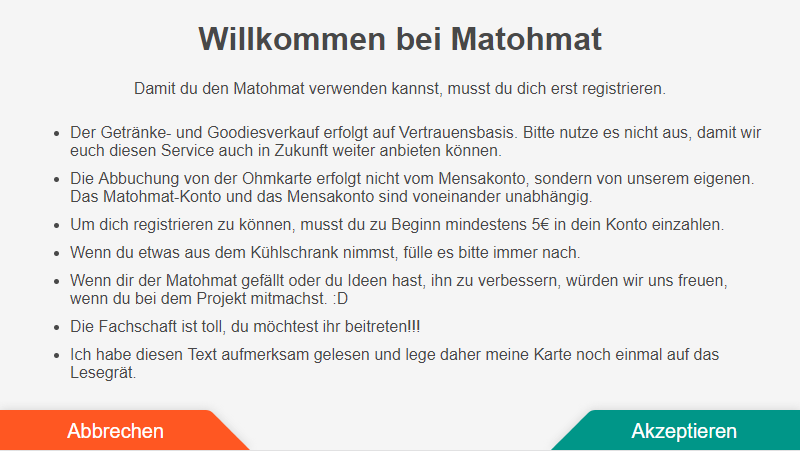 Willkommen bei Matohmat
Damit du den Matohmat verwenden kannst, musst du dich erst registrieren.
• Der Getränke- und Goodiesverkauf erfolgt auf Vertrauensbasis. Bitte nutze es nicht aus, damit wir
euch diesen Service auch in Zukunft weiter anbieten können.
• Die Abbuchung von der Ohmkarte erfolgt nicht vom Mensakonto, sondern von unserem eigenen.
Das Matohmat-Konto und das Mensakonto sind voneinander unabhängig.
• Um dich registrieren zu können, musst du zu Beginn mindestens 5€ in dein Konto einzahlen.
• Wenn du etwas aus dem Kühlschrank nimmst, fülle es bitte immer nach.
• Wenn dir der Matohmat gefällt oder du Ideen hast, ihn zu verbessern, würden wir uns freuen,
wenn du bei dem Projekt mitmachst. :D
• Die Fachschaft ist toll, du möchtest ihr beitreten!!!
• Ich habe diesen Text aufmerksam gelesen und lege daher meine Karte noch einmal auf das
Lesegrät.
Abbrechen
Akzeptieren